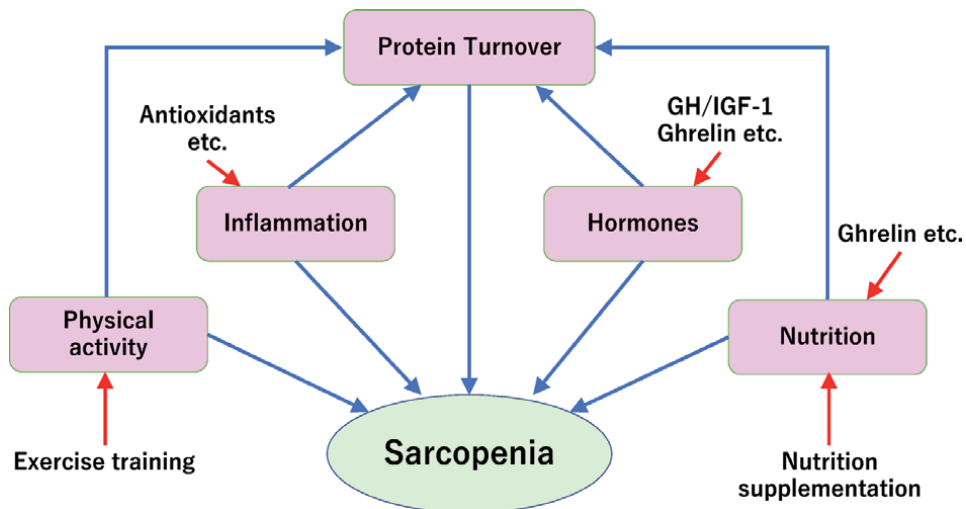 Protein Turnover
Antioxidants
etc.
GH/IGF-1
Ghrelin etc.
Inflammation
Hormones
Ghrelin etc.
Physical
activity
Nutrition
Sarcopenia
Exercise training
Nutrition
supplementation